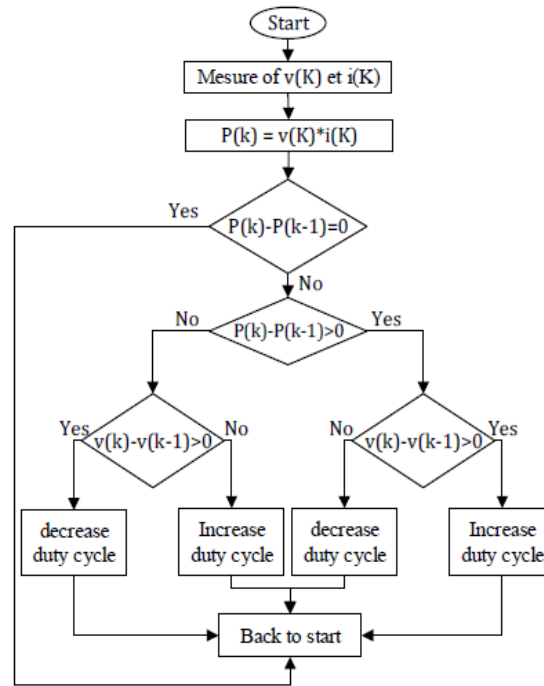 Start
Mesure of v(K) et i(K)
P(k) = v(K)*i(K)
Yes
P(k)-P(k-1)=0
No
No
P(k)-P(k-1)>0
Yes
Yes
v(k)-v(k-1)>0
No
No
v(k)-v(k-1)>0
Yes
decrease
duty cycle
Increase
duty cycle
decrease
duty cycle
Increase
duty cycle
Back to start